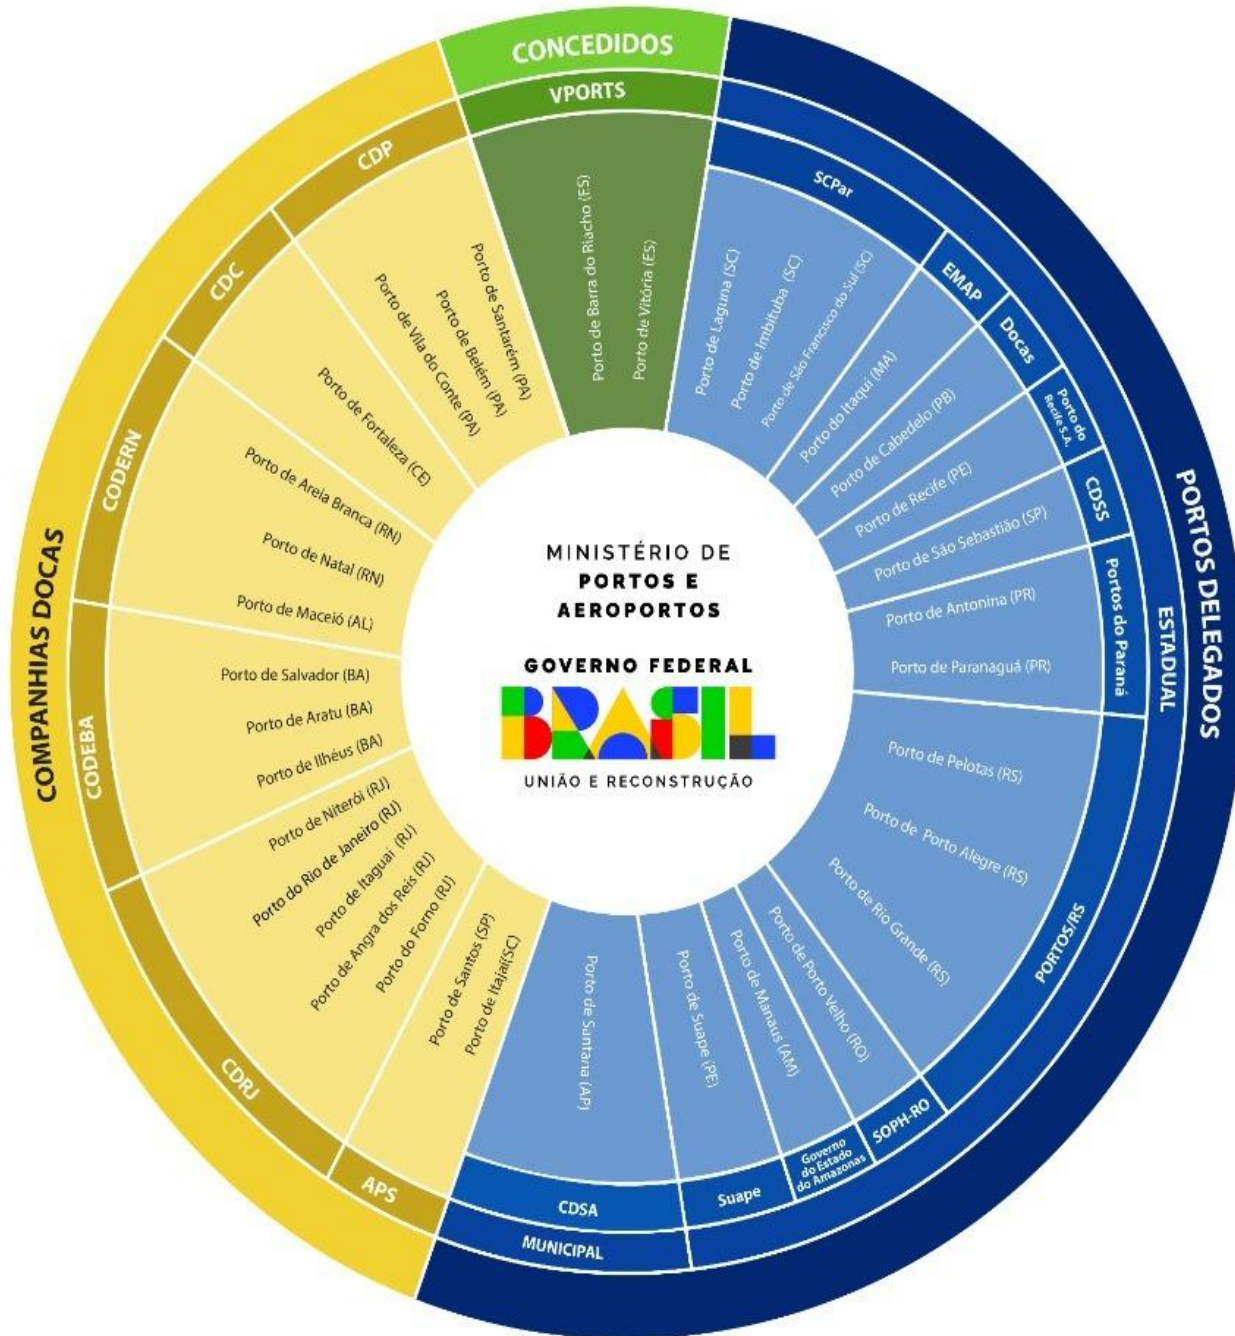 CONCEDIDOS
VPORTS
Porto de Barra do Riacho (ES)
Porto de Vitória (ES)
PORTOS DELEGADOS
ESTADUAL
SCPar
Porto de Laguna (SC)
Porto de Imbituba (SC)
Porto de São Francisco do Sul (SC)
EMAP
Porto do Itaquí (MA)
Docas
Porto de Cabedelo (PB)
Porto do
Recife S.A.
Porto de Recife (PE)
CDSS
Porto de São Sebastião (SP)
Portos do Paraná
Porto de Antonina (PR)
Porto de Paranaguá (PR)
PORTOS/RS
Porto de Pelotas (RS)
Porto de Porto Alegre (RS)
Porto de Rio Grande (RS)
SOPH-RO
Porto de Porto Velho (RO)
Governo
do Estado
do Amazonas
Porto de Manaus (AM)
Suape
Porto de Suape (PE)
MUNICIPAL
CDSA
Porto de Santana (AP)
COMPANHIAS DOCAS
APS
Porto de Santos (SP)
Porto de Itajaí(SC)
CDRJ
Porto de Niterói (RJ)
Porto do Rio de Janeiro (RJ)
Porto de Itaguaí (RJ)
Porto de Angra dos Reis (RJ)
Porto do Forno (RJ)
CODEBA
Porto de Salvador (BA)
Porto de Aratu (BA)
Porto de Ilhéus (BA)
CODERN
Porto de Areia Branca (RN)
Porto de Natal (RN)
Porto de Maceió (AL)
CDC
Porto de Fortaleza (CE)
CDP
Porto de Vila do Conte (PA)
Porto de Belém (PA)
Porto de Santarém (PA)
MINISTÉRIO DE
PORTOS E
AEROPORTOS
GOVERNO FEDERAL
BRASIL
UNIÃO E RECONSTRUÇÃO